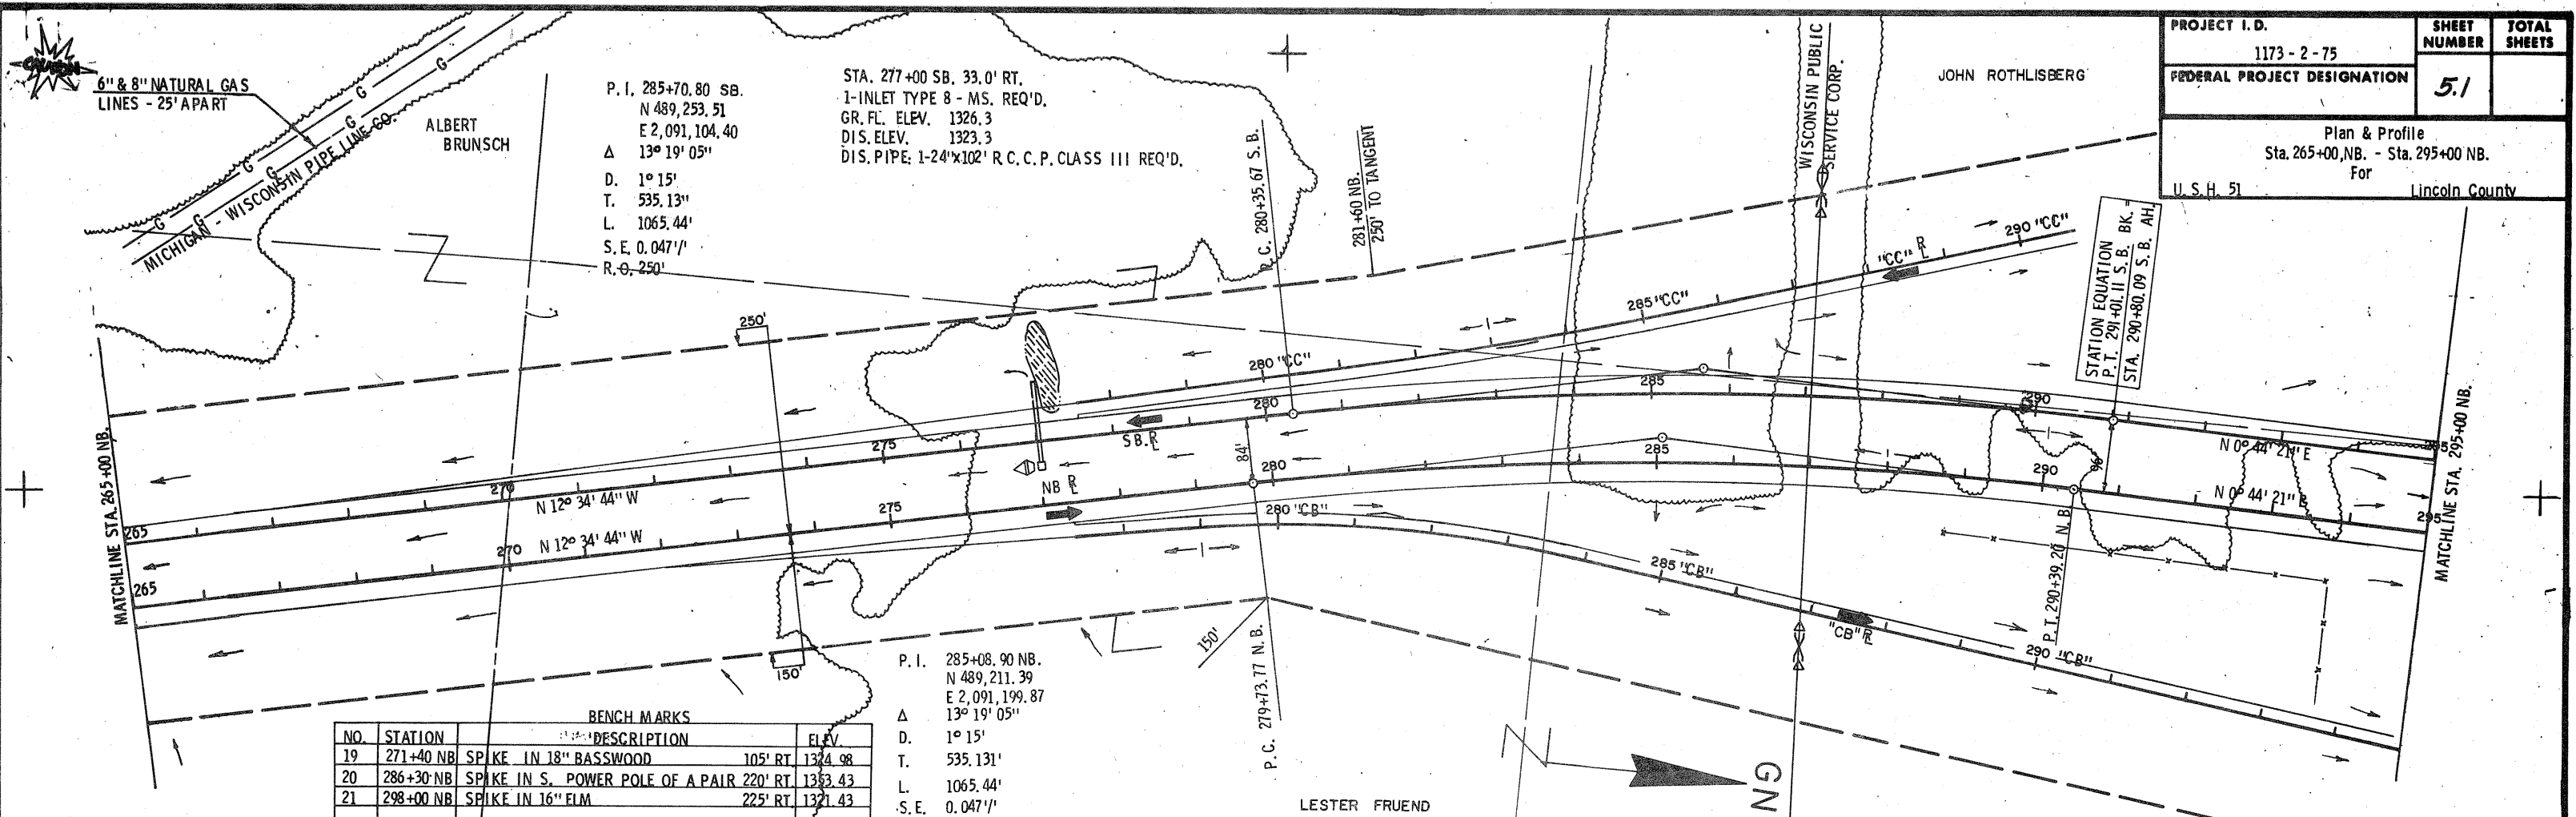 PROJECT I.D.
1173 - 2 - 75
SHEET NUMBER
TOTAL SHEETS
FEDERAL PROJECT DESIGNATION
5.1
Plan & Profile
Sta. 265+00, NB. - Sta. 295+00 NB.
For
U.S.H. 51 Lincoln County
CAUTION
6" & 8" NATURAL GAS
LINES - 25' APART
G G G G G G
MICHIGAN - WISCONSIN PIPE LINE CO.
ALBERT
BRUNSCH
P.I. 285+70.80 SB.
N 489,253.51
E 2,091,104.40
Δ 13° 19' 05"
D. 1° 15'
T. 535.13"
L. 1065.44'
S.E. 0.047'/'
R.O. 250'
STA. 277+00 SB. 33.0' RT.
1-INLET TYPE 8 - MS. REQ'D.
GR. FL. ELEV. 1326.3
DIS. ELEV. 1323.3
DIS. PIPE: 1-24"x102' R.C.C.P. CLASS III REQ'D.
P.C. 280+35.67 S.B.
281+60 NB.
250' TO TANGENT
WISCONSIN PUBLIC
SERVICE CORP.
JOHN ROTHLISBERG
STATION EQUATION
P.T. 291+01.11 S.B. BK. =
STA. 290+80.09 S.B. AH.
MATCHLINE STA. 265+00 NB.
MATCHLINE STA. 295+00 NB.
250'
280 "CC"
285 "CC"
"CC" R/L
290 "CC"
265
270
N 12° 34' 44" W
275
SB. R/L
280
285
290
N 0° 44' 21" E
295
84'
96'
265
270
N 12° 34' 44" W
275
NB R/L
280
285
290
N 0° 44' 21" E
295
280 "CB"
285 "CB"
"CB" R/L
290 "CB"
150'
150'
P.C. 279+73.77 N.B.
P.T. 290+39.20 N.B.
P.I. 285+08.90 NB.
N 489,211.39
E 2,091,199.87
Δ 13° 19' 05"
D. 1° 15'
T. 535.131'
L. 1065.44'
S.E. 0.047'/'
BENCH MARKS
NO. STATION DESCRIPTION ELEV.
19 271+40 NB SPIKE IN 18" BASSWOOD 105' RT. 1324.98
20 286+30 NB SPIKE IN S. POWER POLE OF A PAIR 220' RT. 1353.43
21 298+00 NB SPIKE IN 16" ELM 225' RT. 1321.43
LESTER FRUEND
GN